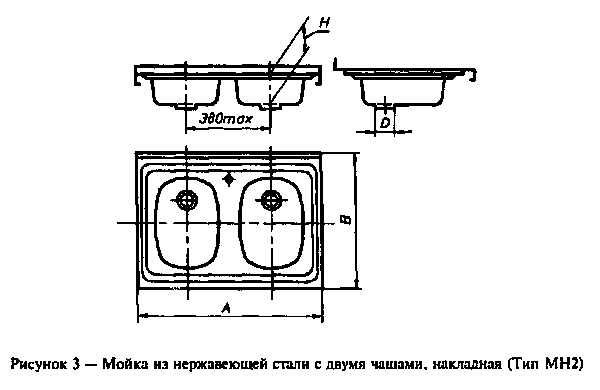 H
380max
D
B
A
Рисунок 3 — Мойка из нержавеющей стали с двумя чашами, накладная (Тип МН2)